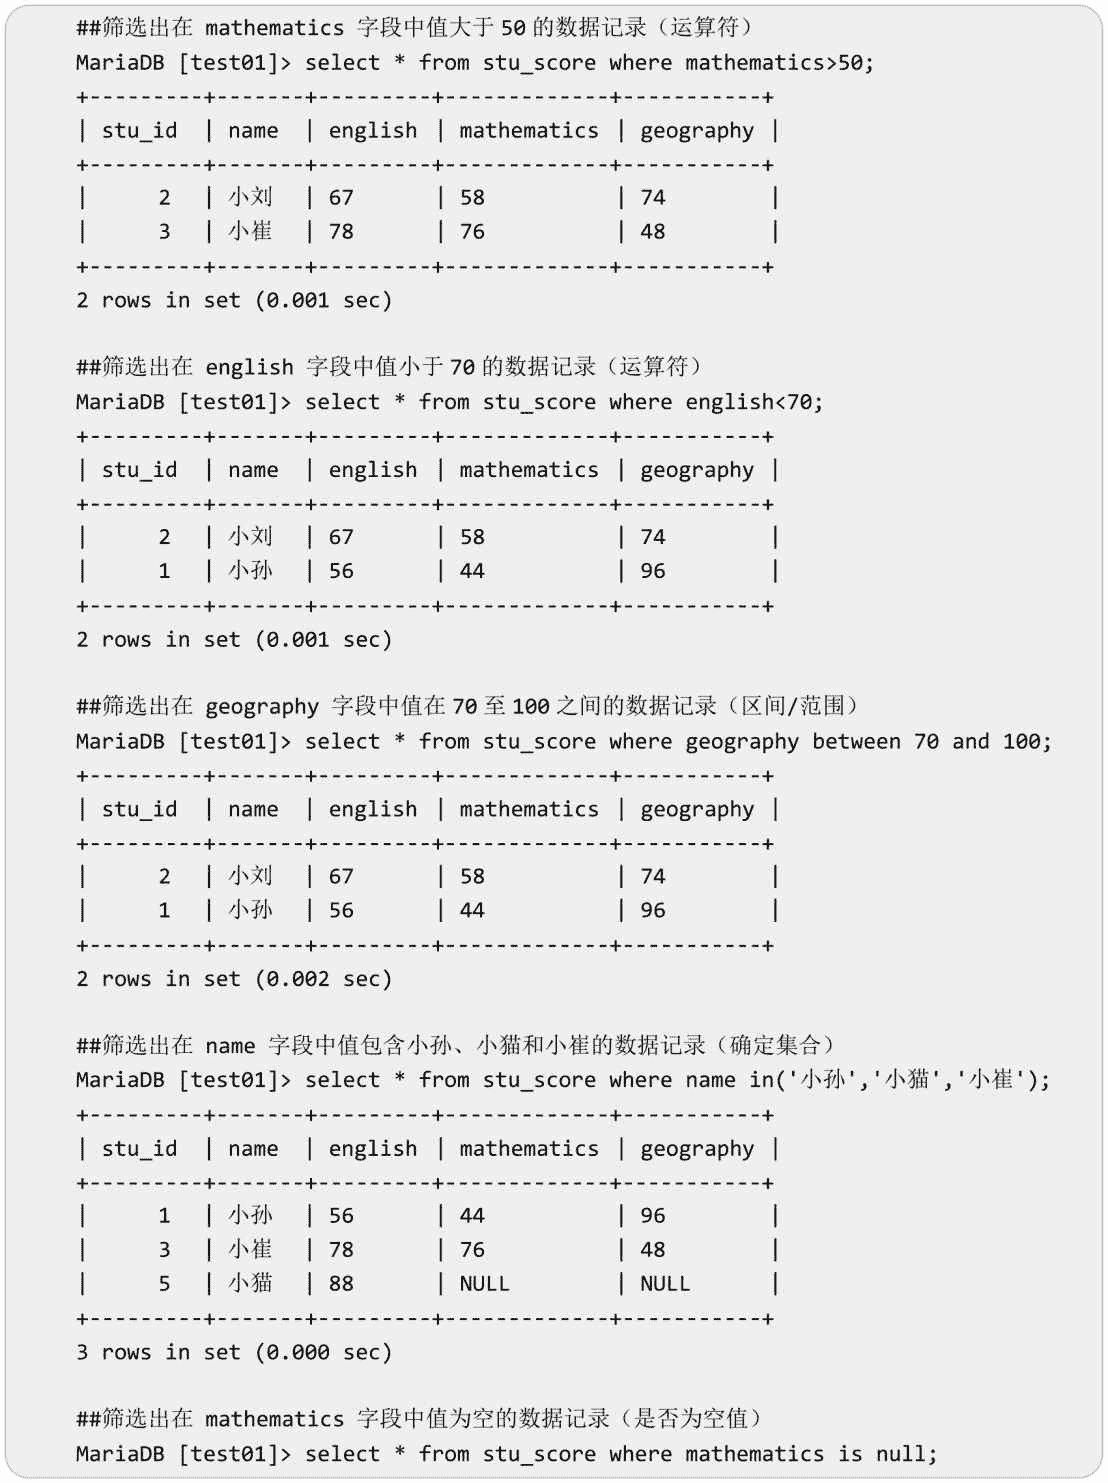 ##筛选出在 mathematics 字段中值大于 50 的数据记录（运算符）
MariaDB [test01]> select * from stu_score where mathematics>50;
+---------+-------+---------+-------------+-----------+
| stu_id  | name  | english | mathematics | geography |
+---------+-------+---------+-------------+-----------+
|      2  | 小刘  | 67      | 58          | 74        |
|      3  | 小崔  | 78      | 76          | 48        |
+---------+-------+---------+-------------+-----------+
2 rows in set (0.001 sec)
##筛选出在 english 字段中值小于 70 的数据记录（运算符）
MariaDB [test01]> select * from stu_score where english<70;
+---------+-------+---------+-------------+-----------+
| stu_id  | name  | english | mathematics | geography |
+---------+-------+---------+-------------+-----------+
|      2  | 小刘  | 67      | 58          | 74        |
|      1  | 小孙  | 56      | 44          | 96        |
+---------+-------+---------+-------------+-----------+
2 rows in set (0.001 sec)
##筛选出在 geography 字段中值在 70 至 100 之间的数据记录（区间/范围）
MariaDB [test01]> select * from stu_score where geography between 70 and 100;
+---------+-------+---------+-------------+-----------+
| stu_id  | name  | english | mathematics | geography |
+---------+-------+---------+-------------+-----------+
|      2  | 小刘  | 67      | 58          | 74        |
|      1  | 小孙  | 56      | 44          | 96        |
+---------+-------+---------+-------------+-----------+
2 rows in set (0.002 sec)
##筛选出在 name 字段中值包含小孙、小猫和小崔的数据记录（确定集合）
MariaDB [test01]> select * from stu_score where name in('小孙','小猫','小崔');
+---------+-------+---------+-------------+-----------+
| stu_id  | name  | english | mathematics | geography |
+---------+-------+---------+-------------+-----------+
|      1  | 小孙  | 56      | 44          | 96        |
|      3  | 小崔  | 78      | 76          | 48        |
|      5  | 小猫  | 88      | NULL        | NULL      |
+---------+-------+---------+-------------+-----------+
3 rows in set (0.000 sec)
##筛选出在 mathematics 字段中值为空的数据记录（是否为空值）
MariaDB [test01]> select * from stu_score where mathematics is null;